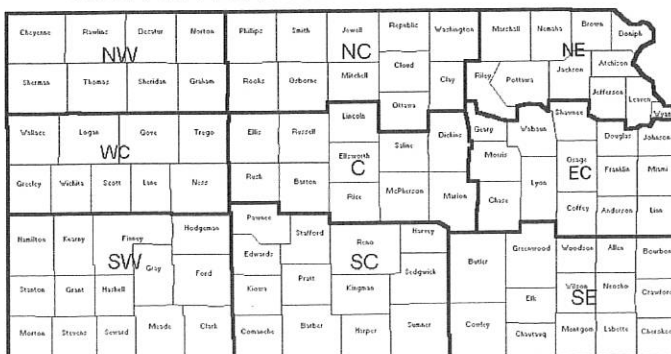 Cheyenne Rawlins Decatur Norton Phillips Smith Jewell Republic Washington Marshall Nemaha Brown Doniph
NW NC NE
Sherman Thomas Sheridan Graham Rooks Osborne Mitchell Cloud Clay Riley Pottawa Jackson Atchison
Ottawa Jefferson Leaven Wyan
Wallace Logan Gove Trego Ellis Russell Lincoln Saline Dickins Geary Wabaun Shawnee Douglas Johnson
WC C EC
Greeley Wichita Scott Lane Ness Rush Barton Ellsworth Rice McPherson Marion Morris Chase Lyon Osage Franklin Miami
Coffey Anderson Linn
Hamilton Kearny Finney Hodgeman Pawnee Stafford Reno Harvey Butler Greenwood Woodson Allen Bourbon
SW SC SE
Stanton Grant Haskell Gray Ford Edwards Kiowa Pratt Kingman Sedgwick Elk Wilson Neosho Crawford
Morton Stevens Seward Meade Clark Comanche Barber Harper Sumner Cowley Chautauq Montgom Labette Cherokee